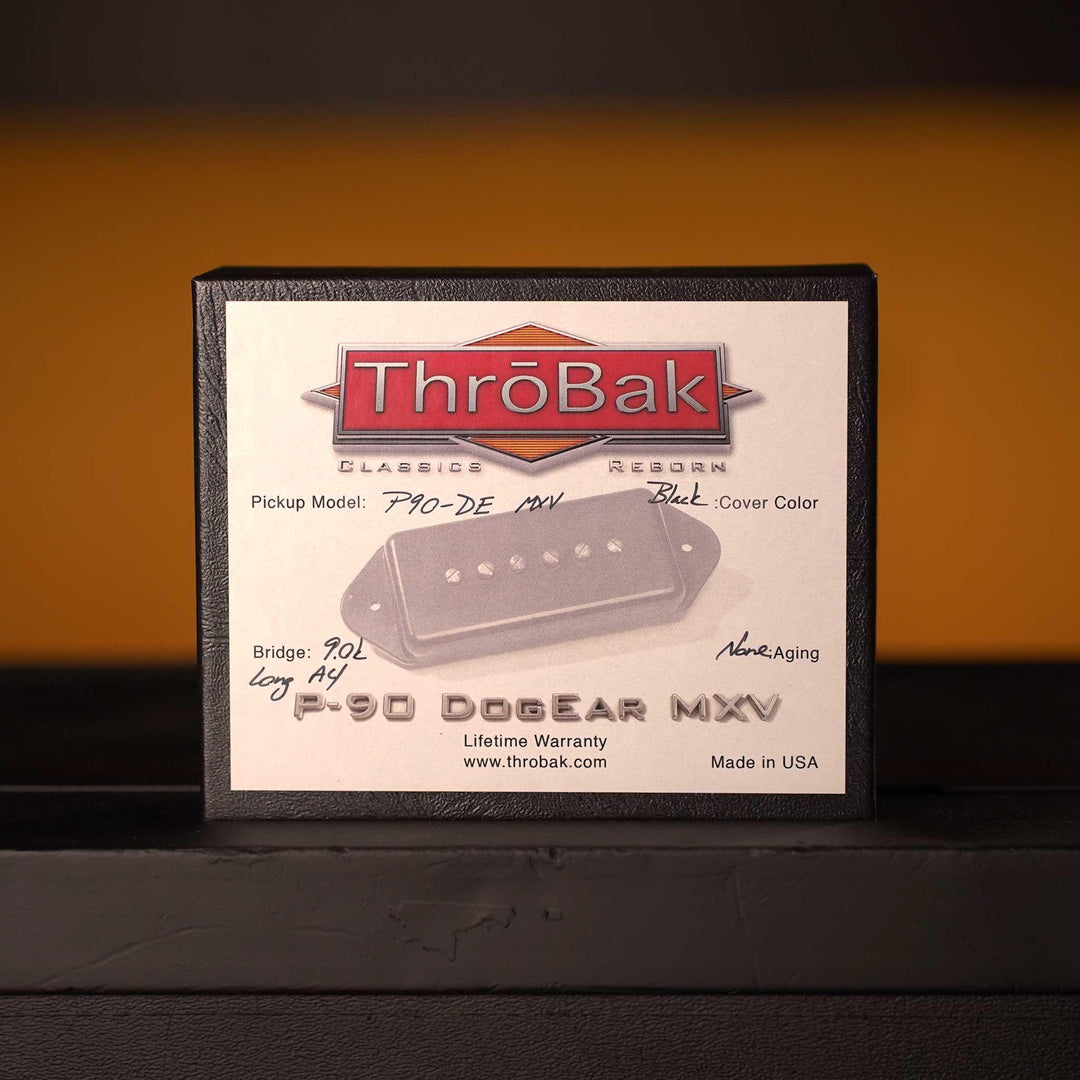 ThrōBak
Classics Reborn
Pickup Model: P90-DE MXV Black :Cover Color
Bridge: 9.0k None:Aging
Long A4
P-90 DogEar MXV
Lifetime Warranty
www.throbak.com Made in USA